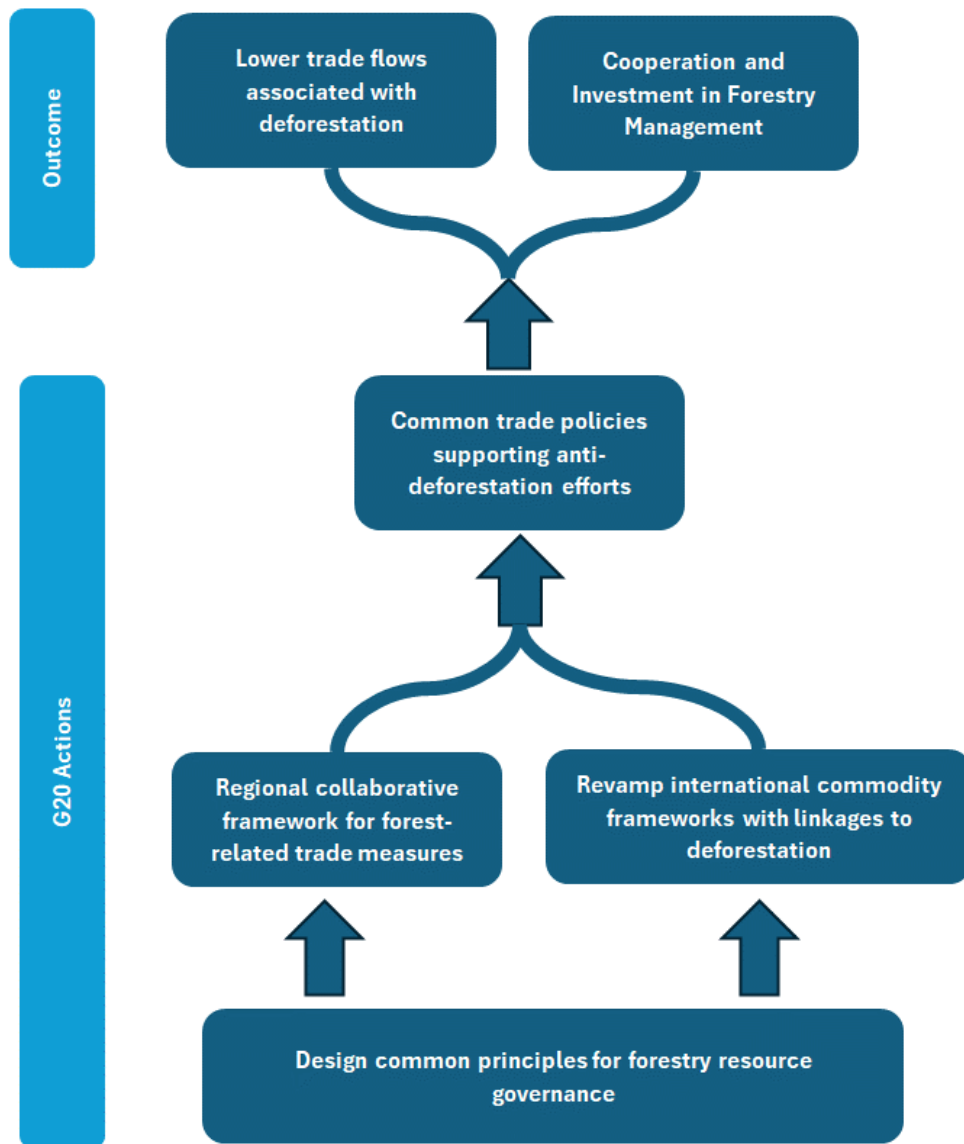 Outcome
Lower trade flows
associated with
deforestation
Cooperation and
Investment in Forestry
Management
G20 Actions
Common trade policies
supporting anti-
deforestation efforts
Regional collaborative
framework for forest-
related trade measures
Revamp international commodity
frameworks with linkages to
deforestation
Design common principles for forestry resource
governance